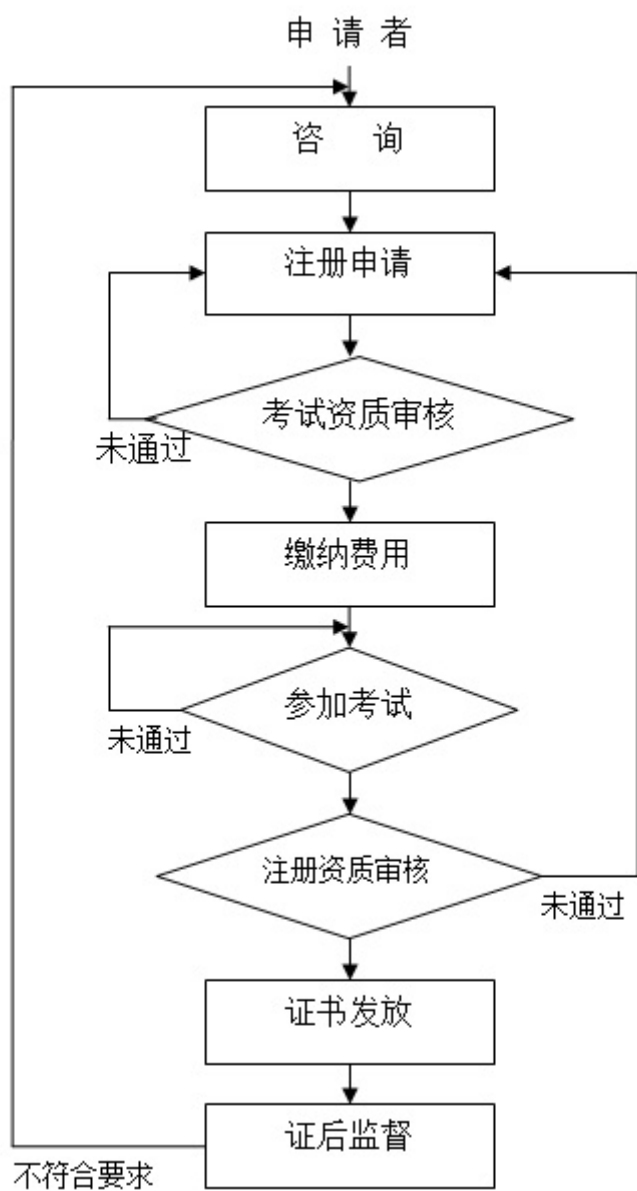 申 请 者
咨 询
注册申请
考试资质审核
未通过
缴纳费用
参加考试
未通过
注册资质审核
未通过
证书发放
证后监督
不符合要求